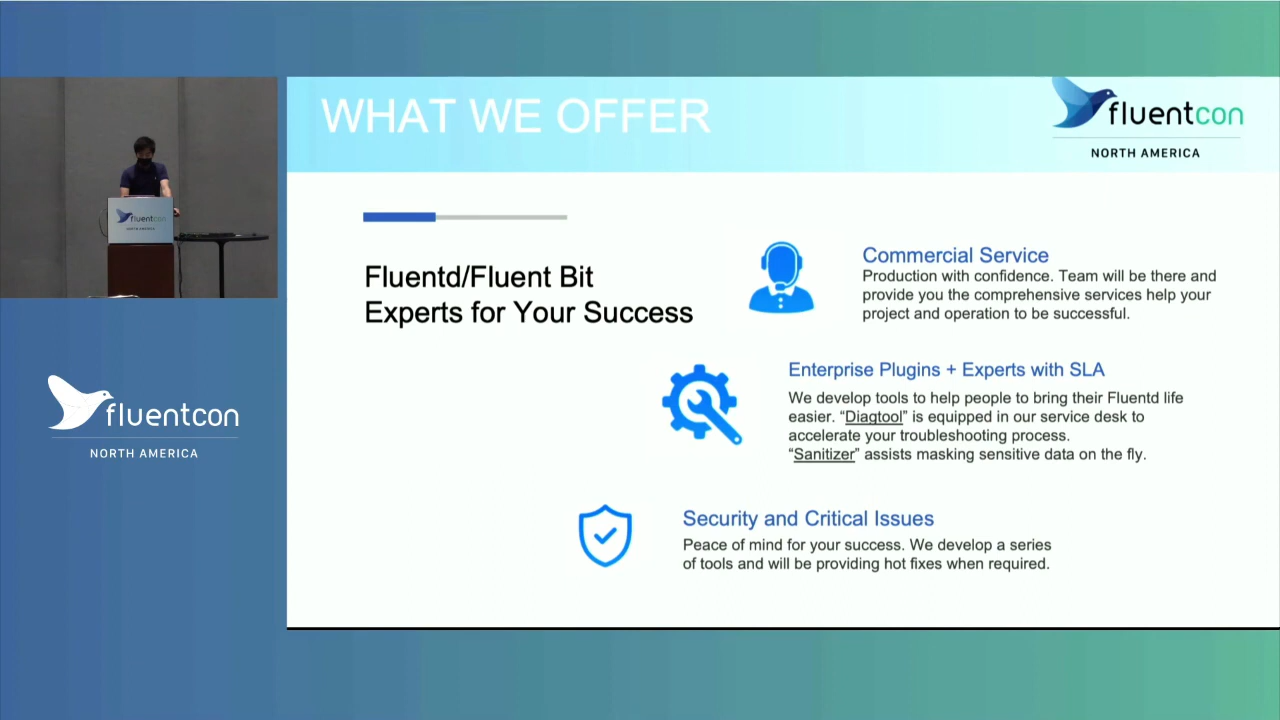 WHAT WE OFFER
fluentcon
NORTH AMERICA
fluentcon
NORTH AMERICA
Fluentd/Fluent Bit
Experts for Your Success
Commercial Service
Production with confidence. Team will be there and
provide you the comprehensive services help your
project and operation to be successful.
Enterprise Plugins + Experts with SLA
We develop tools to help people to bring their Fluentd life
easier. “Diagtool” is equipped in our service desk to
accelerate your troubleshooting process.
“Sanitizer” assists masking sensitive data on the fly.
Security and Critical Issues
Peace of mind for your success. We develop a series
of tools and will be providing hot fixes when required.
fluentcon
NORTH AMERICA